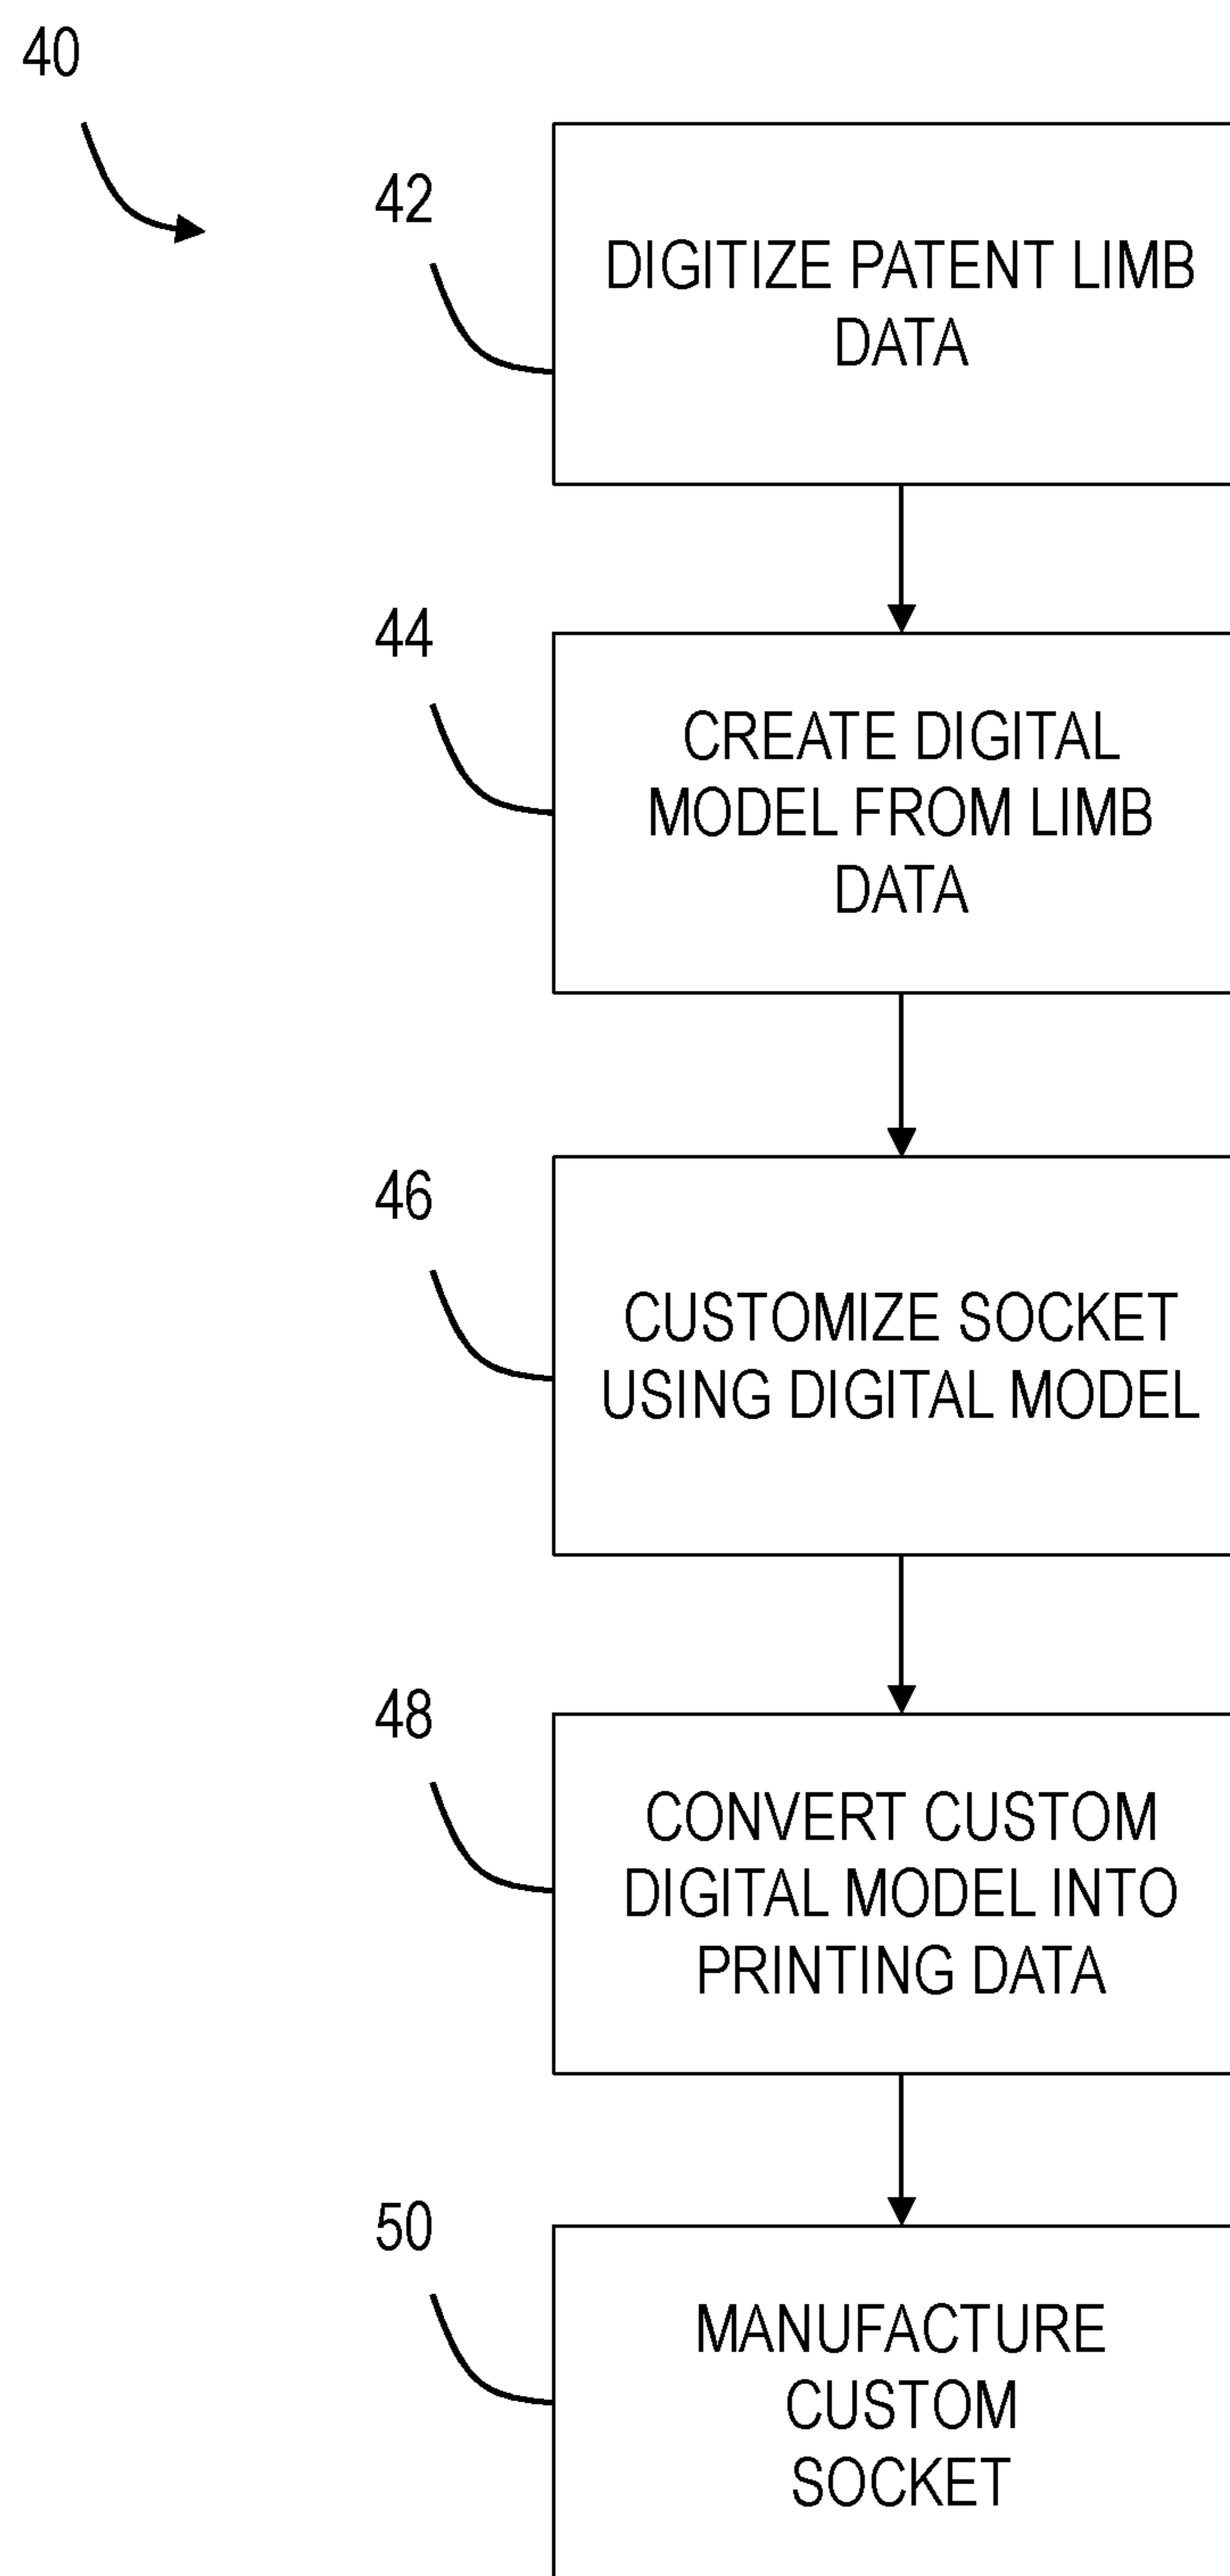 40
42
DIGITIZE PATENT LIMB
DATA
44
CREATE DIGITAL
MODEL FROM LIMB
DATA
46
CUSTOMIZE SOCKET
USING DIGITAL MODEL
48
CONVERT CUSTOM
DIGITAL MODEL INTO
PRINTING DATA
50
MANUFACTURE
CUSTOM
SOCKET